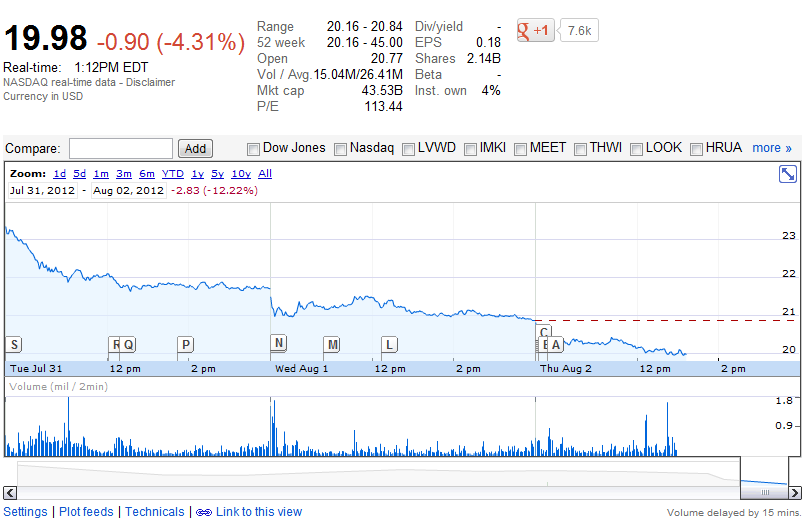 19.98 -0.90 (-4.31%)
Real-time: 1:12PM EDT
NASDAQ real-time data - Disclaimer
Currency in USD
Range 20.16 - 20.84
52 week 20.16 - 45.00
Open 20.77
Vol / Avg. 15.04M/26.41M
Mkt cap 43.53B
P/E 113.44
Div/yield -
EPS 0.18
Shares 2.14B
Beta -
Inst. own 4%
g +1 7.6k
Compare: Add Dow Jones Nasdaq LVWD IMKI MEET THWI LOOK HRUA more »
Zoom: 1d 5d 1m 3m 6m YTD 1y 5y 10y All
Jul 31, 2012 - Aug 02, 2012 -2.83 (-12.22%)
23
22
21
20
S R Q P N M L C E A
Tue Jul 31 12 pm 2 pm Wed Aug 1 12 pm 2 pm Thu Aug 2 12 pm 2 pm
Volume (mil / 2min)
1.8
0.9
Settings | Plot feeds | Technicals | Link to this view
Volume delayed by 15 mins.